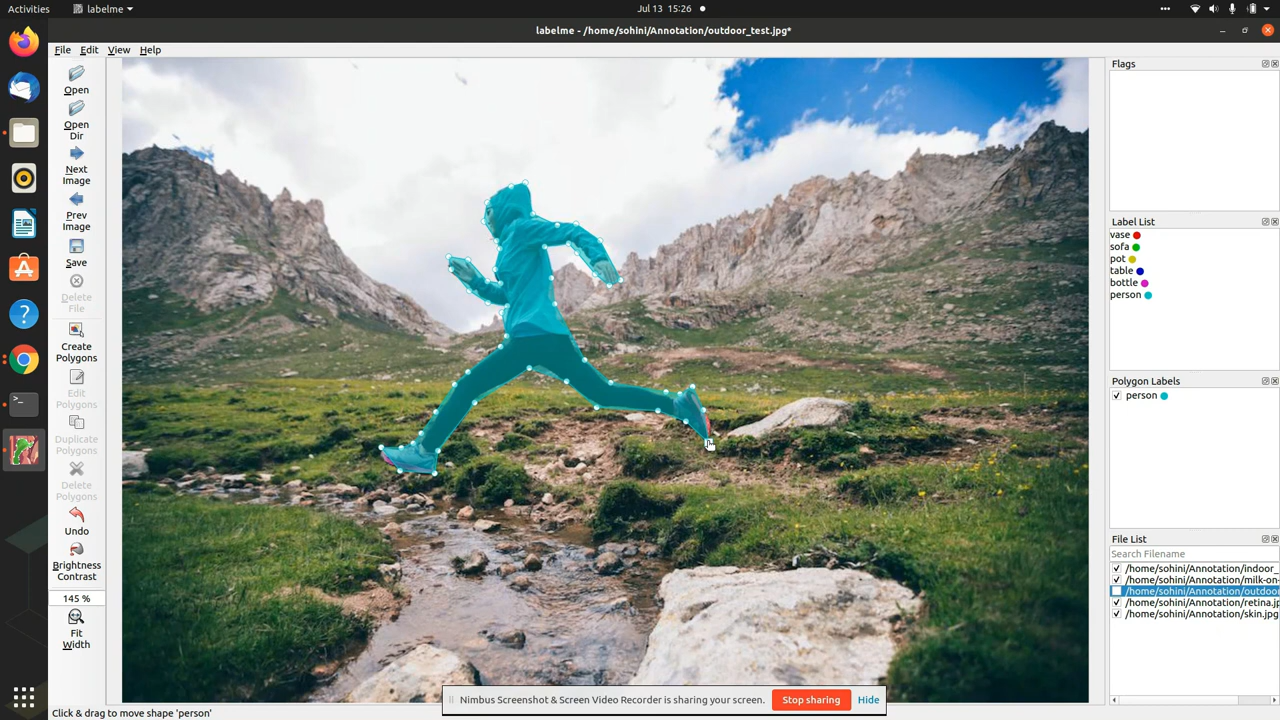 Activities
labelme
Jul 13 15:26
labelme - /home/sohini/Annotation/outdoor_test.jpg*
File Edit View Help
Open
Open
Dir
Next
Image
Prev
Image
Save
Delete
File
Create
Polygons
Edit
Polygons
Duplicate
Polygons
Delete
Polygons
Undo
Brightness
Contrast
145 %
Fit
Width
Flags
Label List
vase
sofa
pot
table
bottle
person
Polygon Labels
person
File List
Search Filename
/home/sohini/Annotation/indoor_
/home/sohini/Annotation/milk-on-
/home/sohini/Annotation/outdoor
/home/sohini/Annotation/retina.jp
/home/sohini/Annotation/skin.jpg
Nimbus Screenshot & Screen Video Recorder is sharing your screen.
Stop sharing
Hide
Click & drag to move shape 'person'